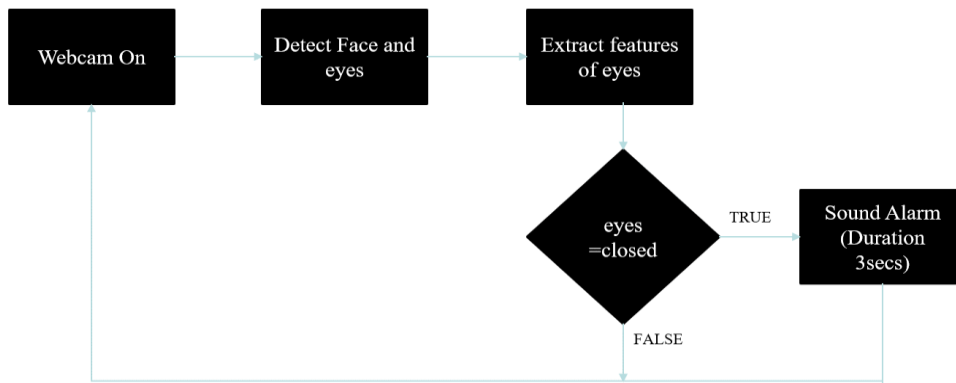 Webcam On
Detect Face and
eyes
Extract features
of eyes
eyes
=closed
TRUE
Sound Alarm
(Duration
3secs)
FALSE